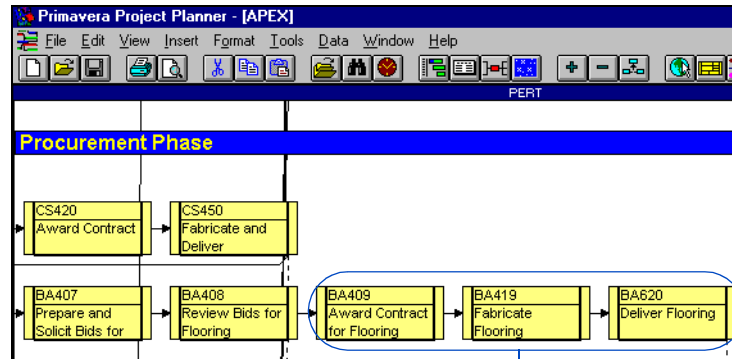 Primavera Project Planner - [APEX]
File Edit View Insert Format Tools Data Window Help
PERT
Procurement Phase
CS420
Award Contract
CS450
Fabricate and
Deliver
BA407
Prepare and
Solicit Bids for
BA408
Review Bids for
Flooring
BA409
Award Contract
for Flooring
BA419
Fabricate
Flooring
BA620
Deliver Flooring